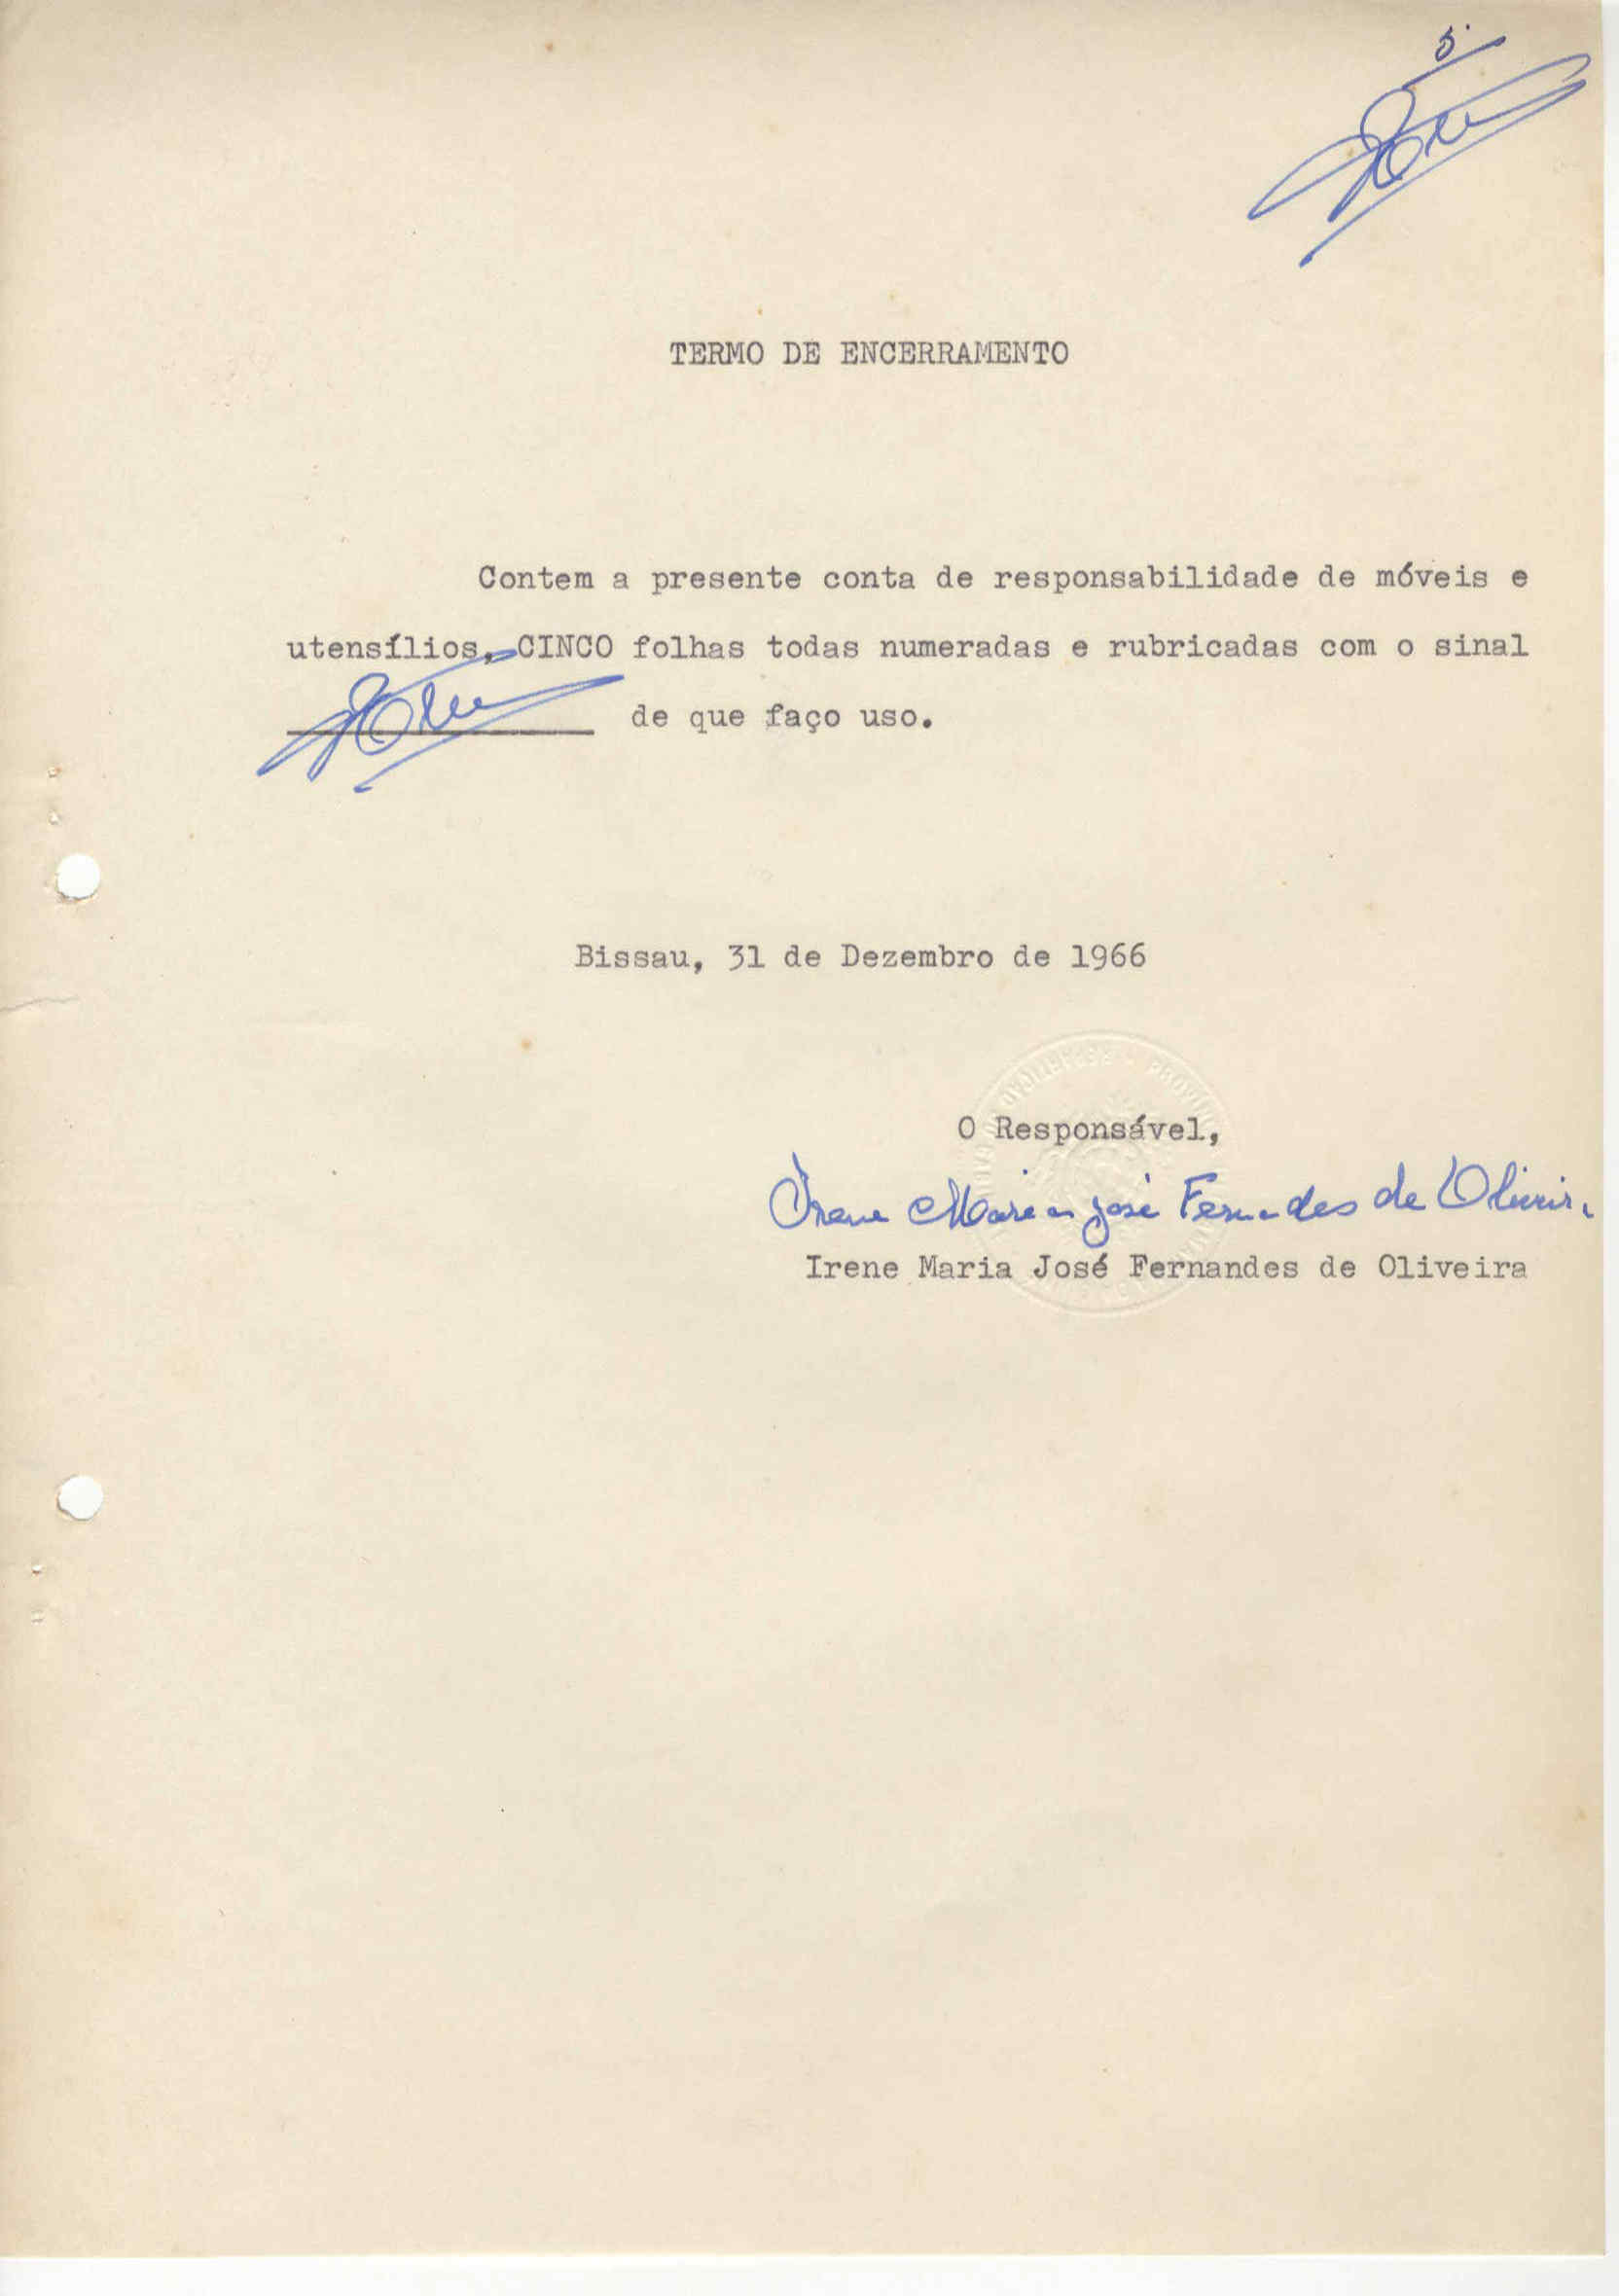 5
TERMO DE ENCERRAMENTO
Contem a presente conta de responsabilidade de móveis e
utensílios, CINCO folhas todas numeradas e rubricadas com o sinal
de que faço uso.
Bissau, 31 de Dezembro de 1966
O Responsável,
Irene Maria José Fernandes de Oliveira
Irene Maria José Fernandes de Oliveira